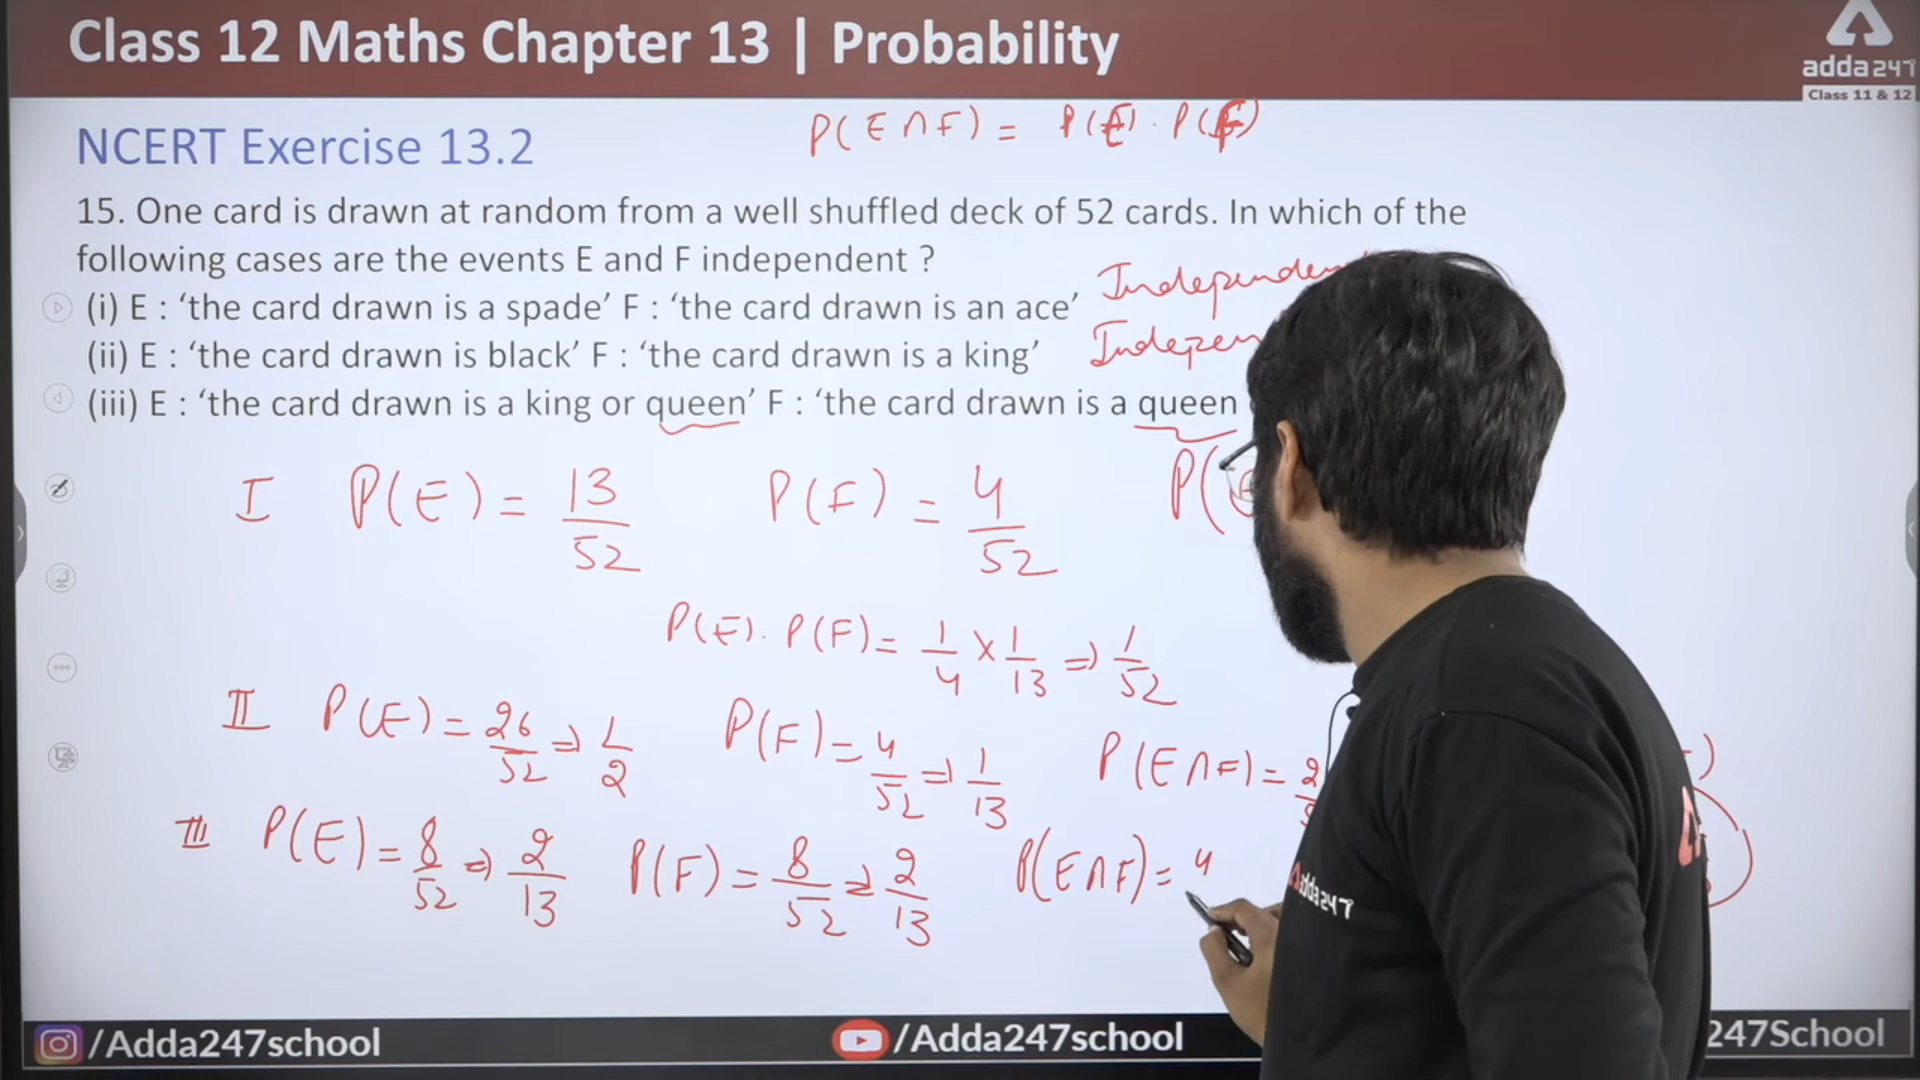 Class 12 Maths Chapter 13 | Probability
adda247
Class 11 & 12
P(E∩F) = P(E) . P(F)
NCERT Exercise 13.2
15. One card is drawn at random from a well shuffled deck of 52 cards. In which of the
following cases are the events E and F independent ?
(i) E : ‘the card drawn is a spade’ F : ‘the card drawn is an ace’
(ii) E : ‘the card drawn is black’ F : ‘the card drawn is a king’
(iii) E : ‘the card drawn is a king or queen’ F : ‘the card drawn is a queen
I P(E) = 13/52 P(F) = 4/52 P(E
P(E) . P(F) = 1/4 × 1/13 ⇒ 1/52
II P(E) = 26/52 ⇒ 1/2 P(F) = 4/52 ⇒ 1/13 P(E∩F) = 2
III P(E) = 8/52 ⇒ 2/13 P(F) = 8/52 ⇒ 2/13 P(E∩F) = 4
/Adda247school /Adda247school 247School